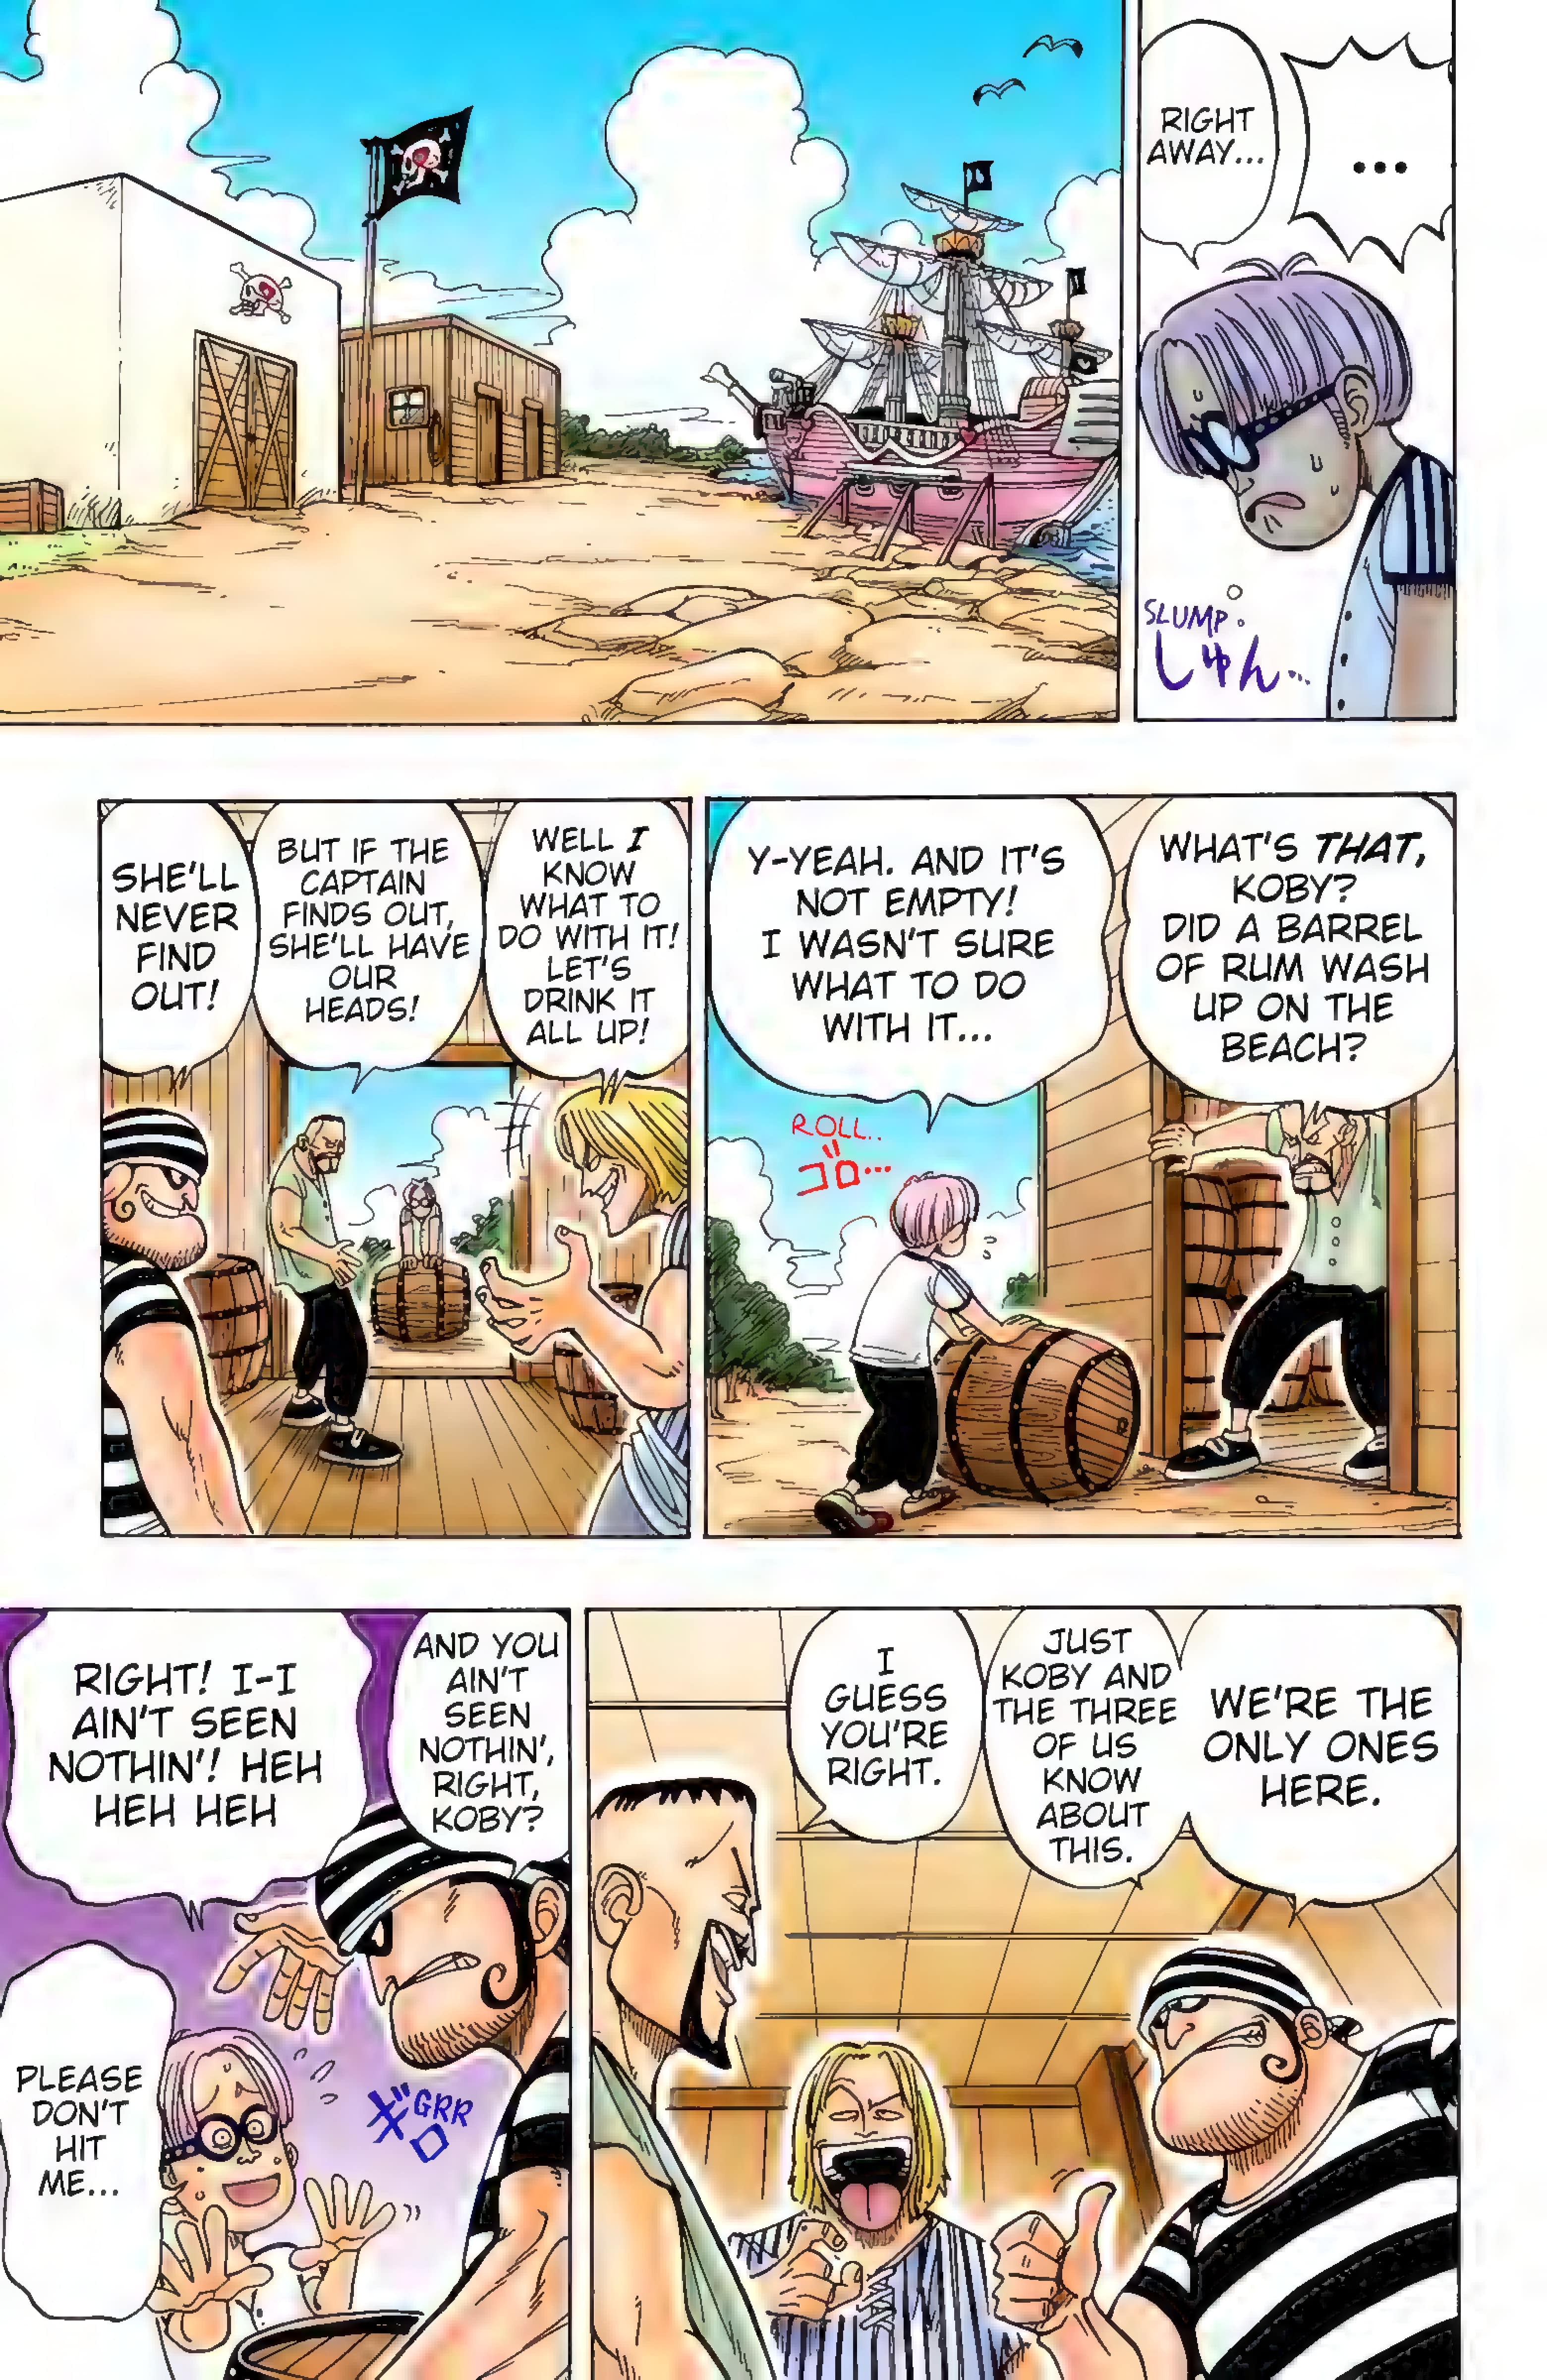 ...
RIGHT
AWAY...
SLUMP.
しゅん...
WHAT'S THAT,
KOBY?
DID A BARREL
OF RUM WASH
UP ON THE
BEACH?
Y-YEAH. AND IT'S
NOT EMPTY!
I WASN'T SURE
WHAT TO DO
WITH IT...
ROLL..
ゴロ...
WELL I
KNOW
WHAT TO
DO WITH IT!
LET'S
DRINK IT
ALL UP!
BUT IF THE
CAPTAIN
FINDS OUT,
SHE'LL HAVE
OUR
HEADS!
SHE'LL
NEVER
FIND
OUT!
WE'RE THE
ONLY ONES
HERE.
JUST
KOBY AND
THE THREE
OF US
KNOW
ABOUT
THIS.
I
GUESS
YOU'RE
RIGHT.
AND YOU
AIN'T
SEEN
NOTHIN',
RIGHT,
KOBY?
RIGHT! I-I
AIN'T SEEN
NOTHIN'! HEH
HEH HEH
GRR
ギロ
PLEASE
DON'T
HIT
ME...